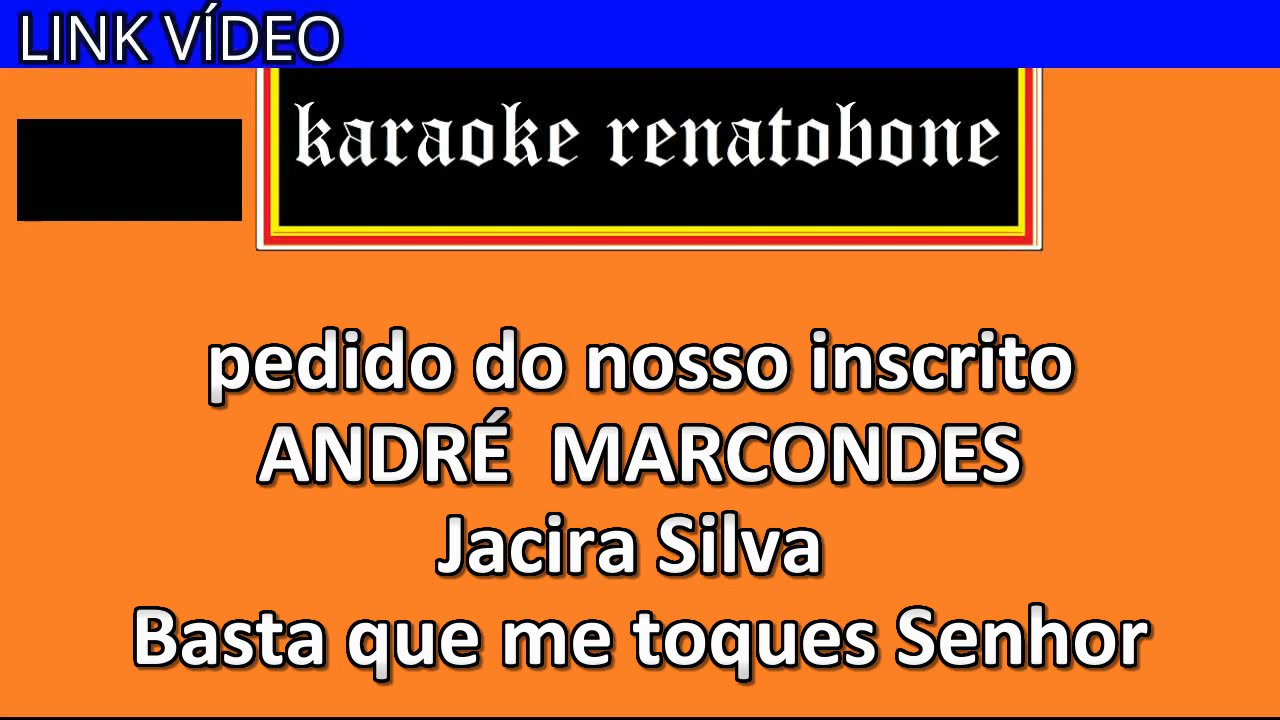 LINK VÍDEO
karaoke renatobone
pedido do nosso inscrito
ANDRÉ MARCONDES
Jacira Silva
Basta que me toques Senhor